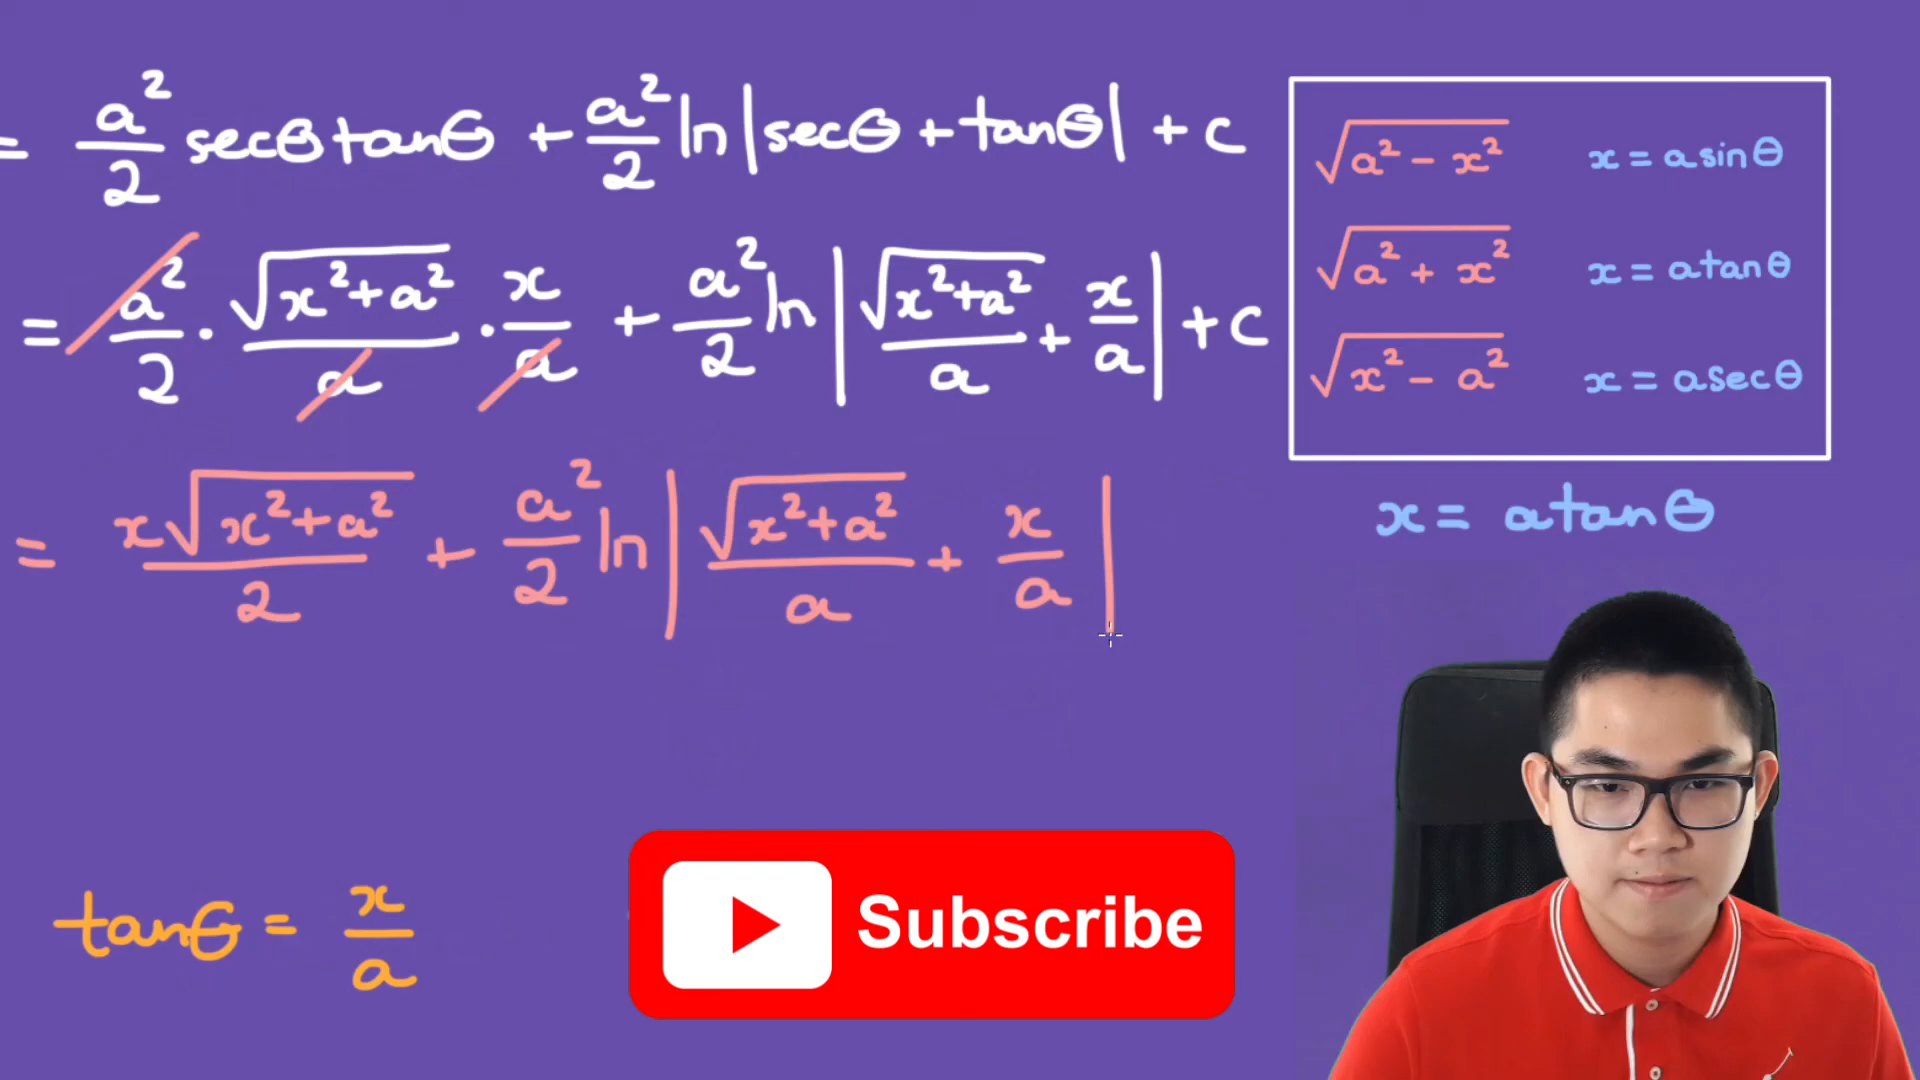 = a²/2 secθ tanθ + a²/2 ln|secθ + tanθ| + c
= a²/2 · √(x²+a²)/a · x/a + a²/2 ln|√(x²+a²)/a + x/a| + c
= x√(x²+a²)/2 + a²/2 ln|√(x²+a²)/a + x/a|
√(a² − x²) x = a sinθ
√(a² + x²) x = a tanθ
√(x² − a²) x = a secθ
x = a tanθ
tanθ = x/a
Subscribe